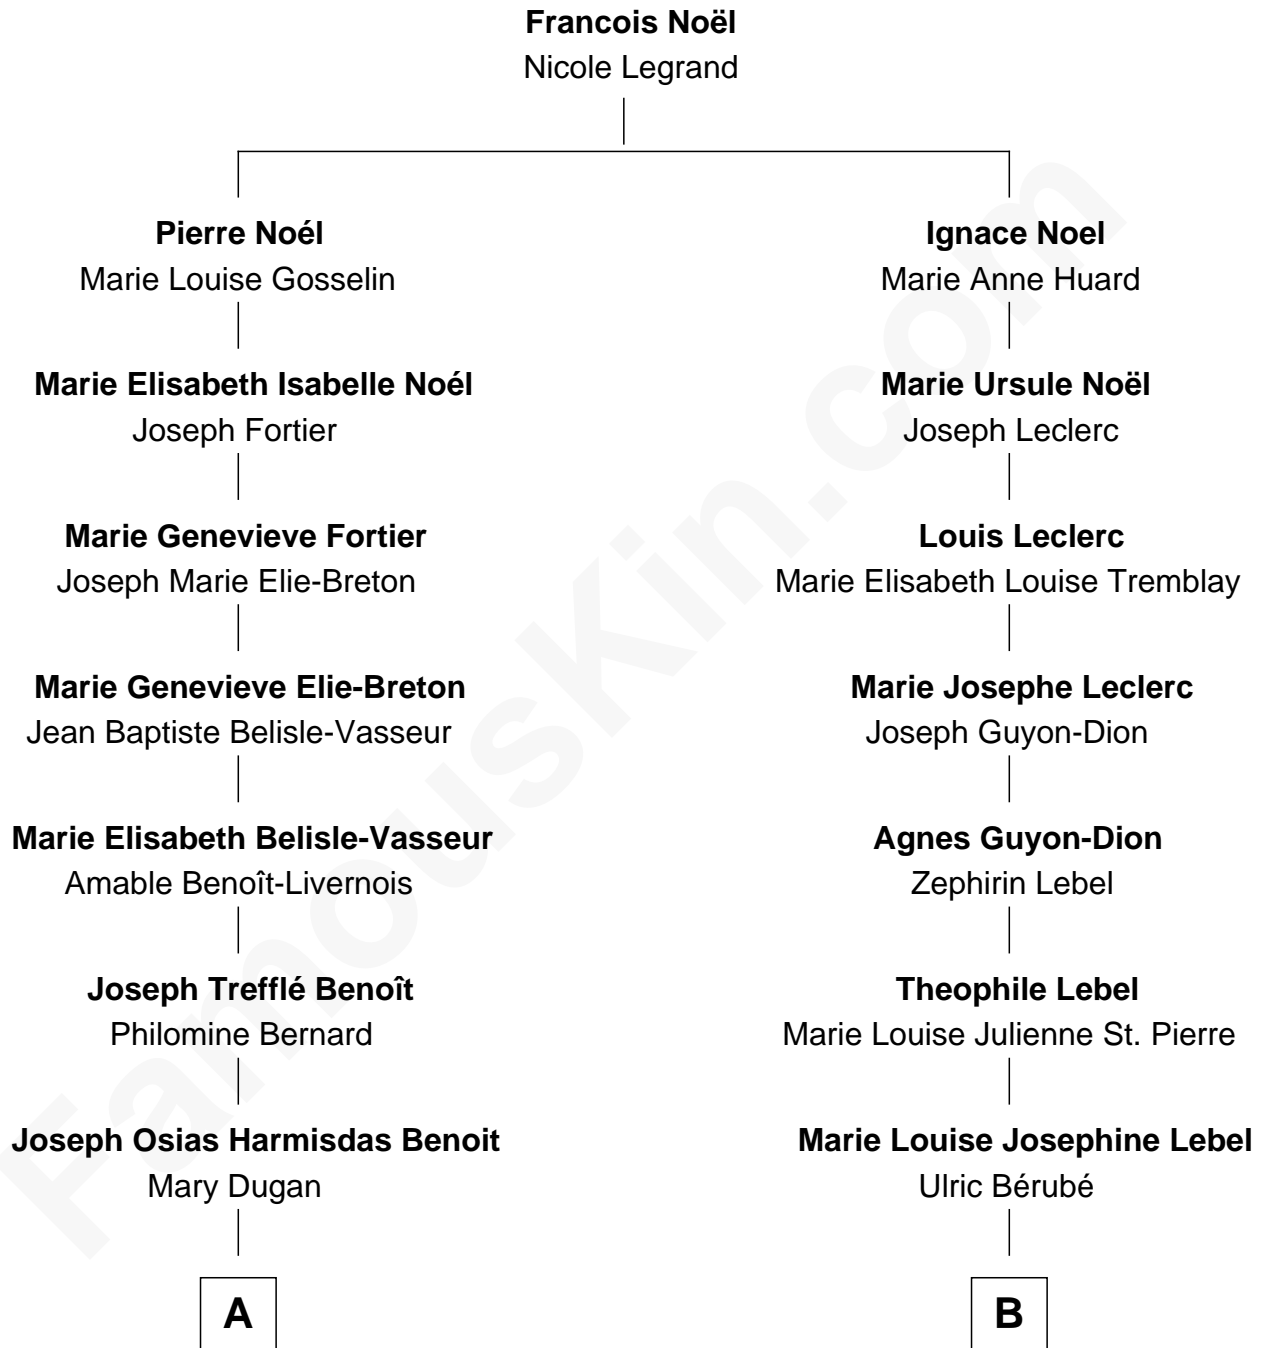 Francois Noël
Nicole Legrand
Pierre Noél
Marie Louise Gosselin
Marie Elisabeth Isabelle Noél
Joseph Fortier
Marie Genevieve Fortier
Joseph Marie Elie-Breton
Marie Genevieve Elie-Breton
Jean Baptiste Belisle-Vasseur
Marie Elisabeth Belisle-Vasseur
Amable Benoît-Livernois
Joseph Trefflé Benoît
Philomine Bernard
Joseph Osias Harmisdas Benoit
Mary Dugan
A
Ignace Noel
Marie Anne Huard
Marie Ursule Noël
Joseph Leclerc
Louis Leclerc
Marie Elisabeth Louise Tremblay
Marie Josephe Leclerc
Joseph Guyon-Dion
Agnes Guyon-Dion
Zephirin Lebel
Theophile Lebel
Marie Louise Julienne St. Pierre
Marie Louise Josephine Lebel
Ulric Bérubé
B
FamousKin.com